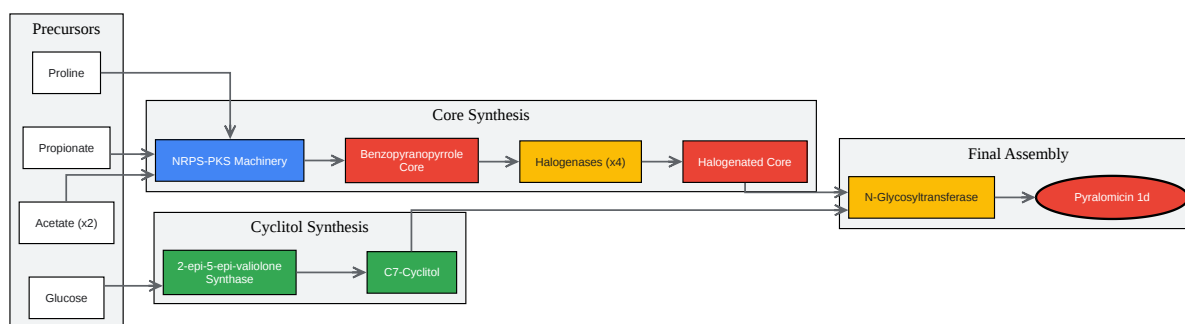 Precursors
Proline
Propionate
Acetate (x2)
Glucose
Core Synthesis
NRPS-PKS Machinery
Benzopyranopyrrole
Core
Halogenases (x4)
Halogenated Core
Cyclitol Synthesis
2-epi-5-epi-valiolone
Synthase
C7-Cyclitol
Final Assembly
N-Glycosyltransferase
Pyralomicin 1d